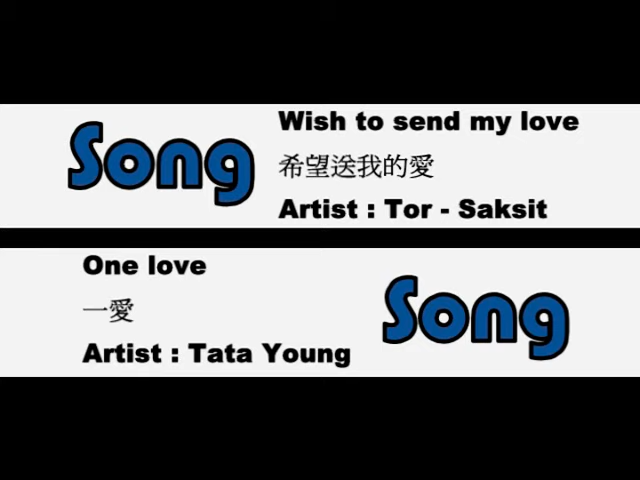 Song
Wish to send my love
希望送我的愛
Artist : Tor - Saksit
One love
一愛
Artist : Tata Young
Song